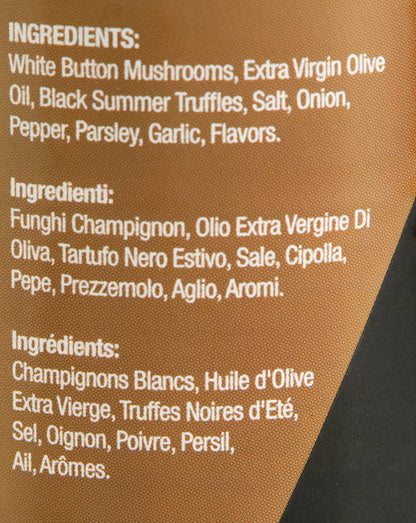 INGREDIENTS:
White Button Mushrooms, Extra Virgin Olive
Oil, Black Summer Truffles, Salt, Onion,
Pepper, Parsley, Garlic, Flavors.
Ingredienti:
Funghi Champignon, Olio Extra Vergine Di
Oliva, Tartufo Nero Estivo, Sale, Cipolla,
Pepe, Prezzemolo, Aglio, Aromi.
Ingrédients:
Champignons Blancs, Huile d'Olive
Extra Vierge, Truffes Noires d'Eté,
Sel, Oignon, Poivre, Persil,
Ail, Arômes.